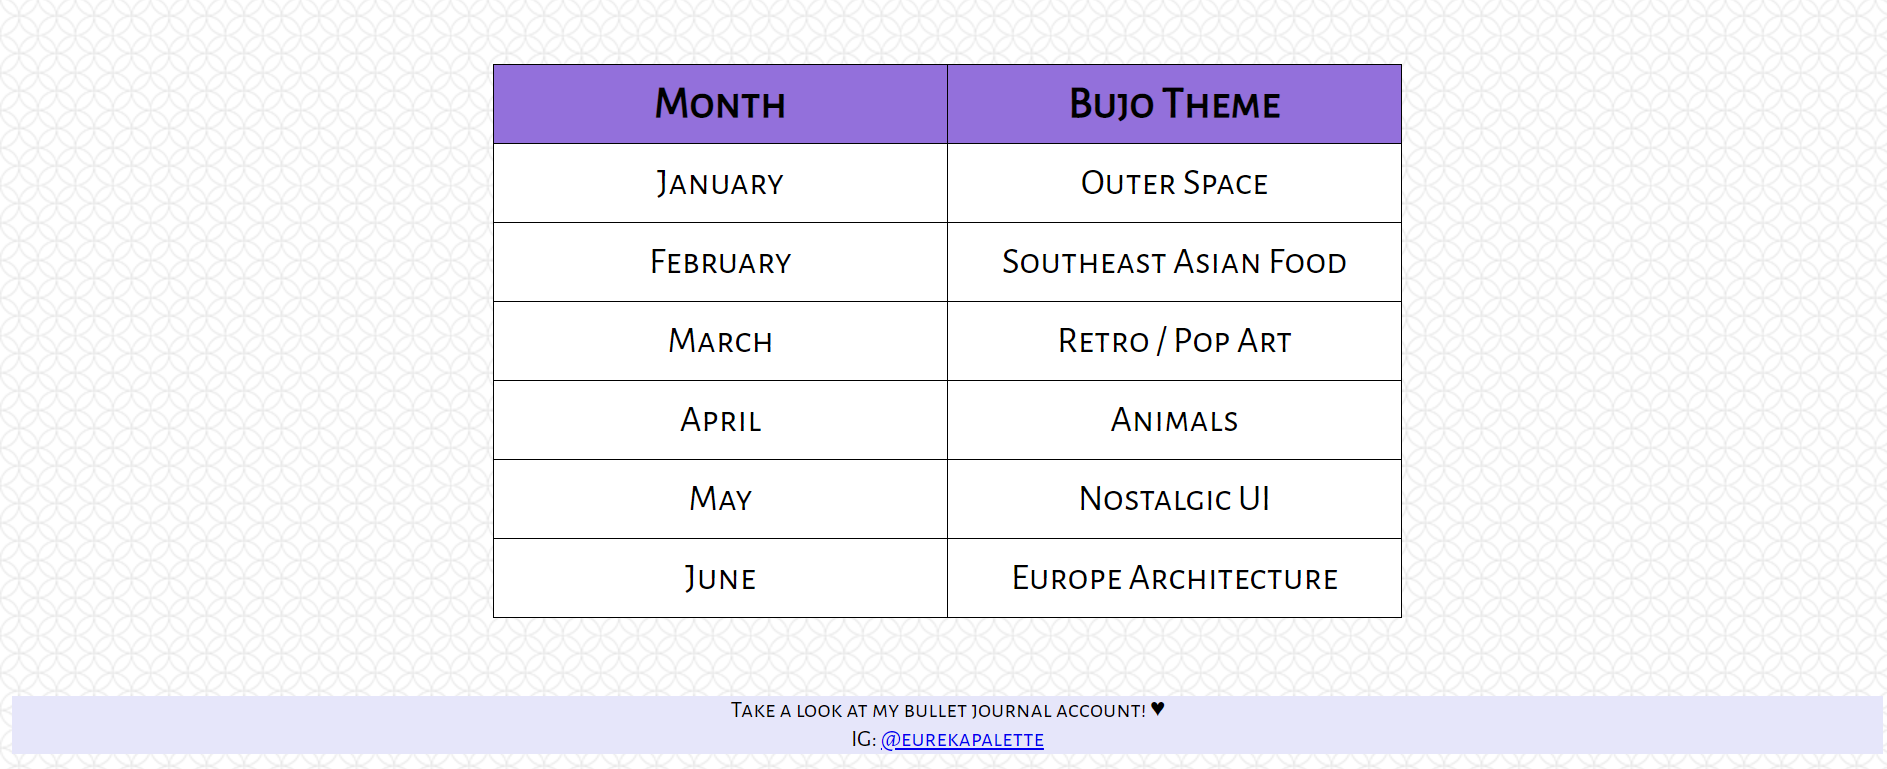 Month Bujo Theme
January Outer Space
February Southeast Asian Food
March Retro / Pop Art
April Animals
May Nostalgic UI
June Europe Architecture
Take a look at my bullet journal account! ♥
IG: @eurekapalette